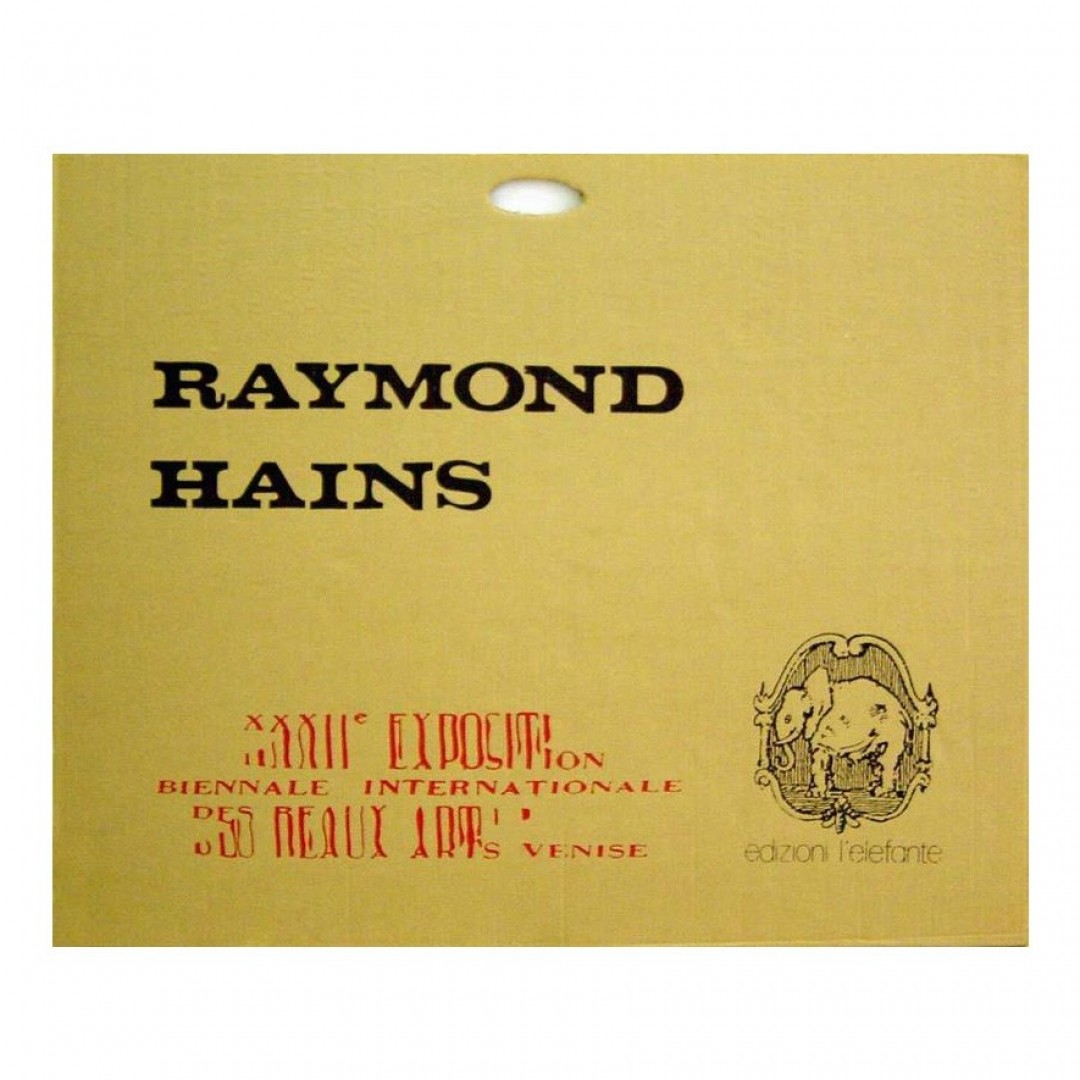 RAYMOND
HAINS
XXXIIe EXPOSITION
BIENNALE INTERNATIONALE
DES BEAUX ARTS VENISE
edizioni l'elefante